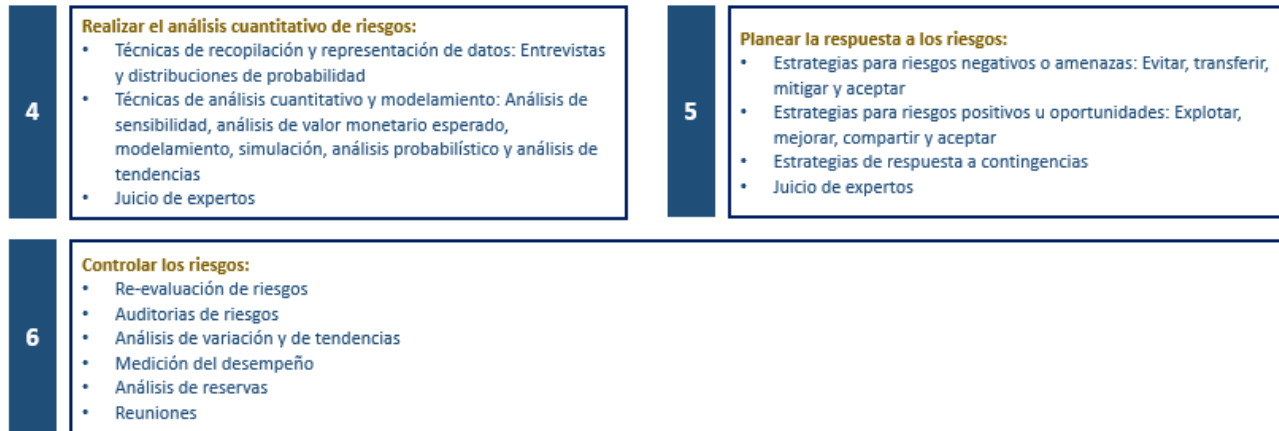 4
Realizar el análisis cuantitativo de riesgos:
• Técnicas de recopilación y representación de datos: Entrevistas
y distribuciones de probabilidad
• Técnicas de análisis cuantitativo y modelamiento: Análisis de
sensibilidad, análisis de valor monetario esperado,
modelamiento, simulación, análisis probabilístico y análisis de
tendencias
• Juicio de expertos
5
Planear la respuesta a los riesgos:
• Estrategias para riesgos negativos o amenazas: Evitar, transferir,
mitigar y aceptar
• Estrategias para riesgos positivos u oportunidades: Explotar,
mejorar, compartir y aceptar
• Estrategias de respuesta a contingencias
• Juicio de expertos
6
Controlar los riesgos:
• Re-evaluación de riesgos
• Auditorias de riesgos
• Análisis de variación y de tendencias
• Medición del desempeño
• Análisis de reservas
• Reuniones